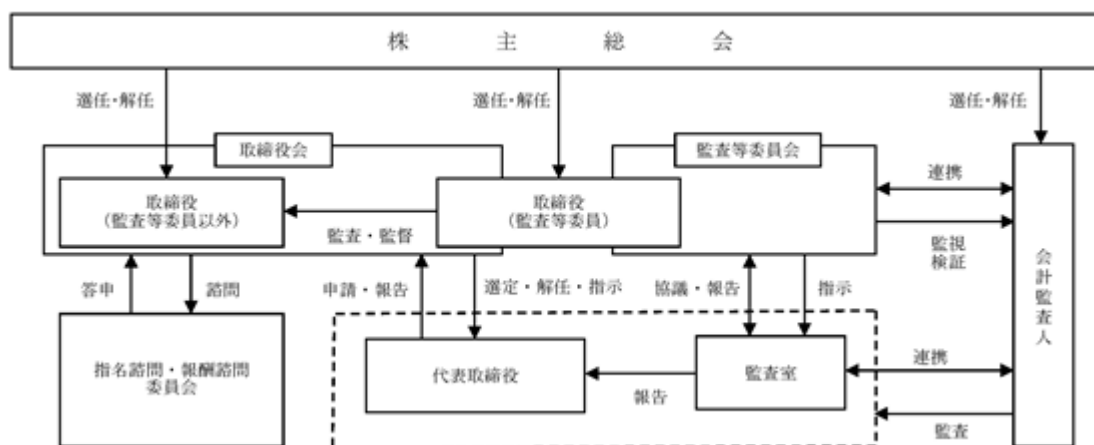 株主総会
選任・解任
選任・解任
選任・解任
取締役会
監査等委員会
取締役
（監査等委員以外）
取締役
（監査等委員）
監査・監督
連携
監視
検証
会計監査人
答申
諮問
申請・報告
選定・解任・指示
協議・報告
指示
指名諮問・報酬諮問
委員会
代表取締役
報告
監査室
連携
監査